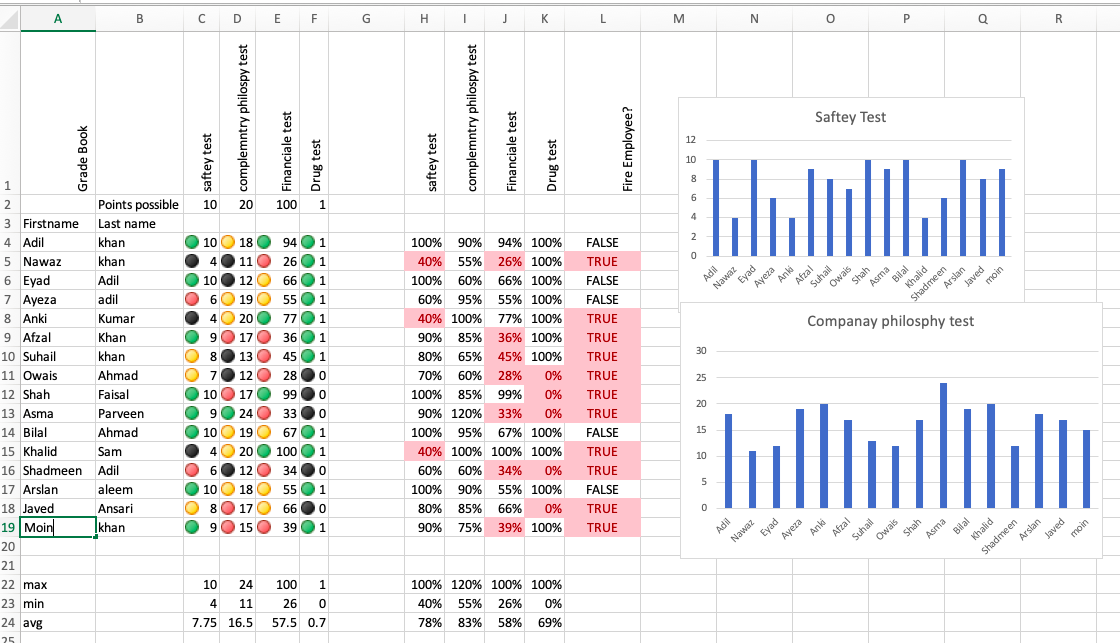 A B C D E F G H I J K L M N O P Q R
1 Grade Book saftey test complemntry philospy test Financiale test Drug test saftey test complemntry philospy test Financiale test Drug test Fire Employee?
2 Points possible 10 20 100 1
3 Firstname Last name
4 Adil khan 10 18 94 1 100% 90% 94% 100% FALSE
5 Nawaz khan 4 11 26 1 40% 55% 26% 100% TRUE
6 Eyad Adil 10 12 66 1 100% 60% 66% 100% FALSE
7 Ayeza adil 6 19 55 1 60% 95% 55% 100% FALSE
8 Anki Kumar 4 20 77 1 40% 100% 77% 100% TRUE
9 Afzal Khan 9 17 36 1 90% 85% 36% 100% TRUE
10 Suhail khan 8 13 45 1 80% 65% 45% 100% TRUE
11 Owais Ahmad 7 12 28 0 70% 60% 28% 0% TRUE
12 Shah Faisal 10 17 99 0 100% 85% 99% 0% TRUE
13 Asma Parveen 9 24 33 0 90% 120% 33% 0% TRUE
14 Bilal Ahmad 10 19 67 1 100% 95% 67% 100% FALSE
15 Khalid Sam 4 20 100 1 40% 100% 100% 100% TRUE
16 Shadmeen Adil 6 12 34 0 60% 60% 34% 0% TRUE
17 Arslan aleem 10 18 55 1 100% 90% 55% 100% FALSE
18 Javed Ansari 8 17 66 0 80% 85% 66% 0% TRUE
19 Moin khan 9 15 39 1 90% 75% 39% 100% TRUE
20
21
22 max 10 24 100 1 100% 120% 100% 100%
23 min 4 11 26 0 40% 55% 26% 0%
24 avg 7.75 16.5 57.5 0.7 78% 83% 58% 69%
25
Saftey Test
12
10
8
6
4
2
0
Adil Nawaz Eyad Ayeza Anki Afzal Suhail Owais Shah Asma Bilal Khalid Shadmeen Arslan Javed moin
Companay philosphy test
30
25
20
15
10
5
0
Adil Nawaz Eyad Ayeza Anki Afzal Suhail Owais Shah Asma Bilal Khalid Shadmeen Arslan Javed moin